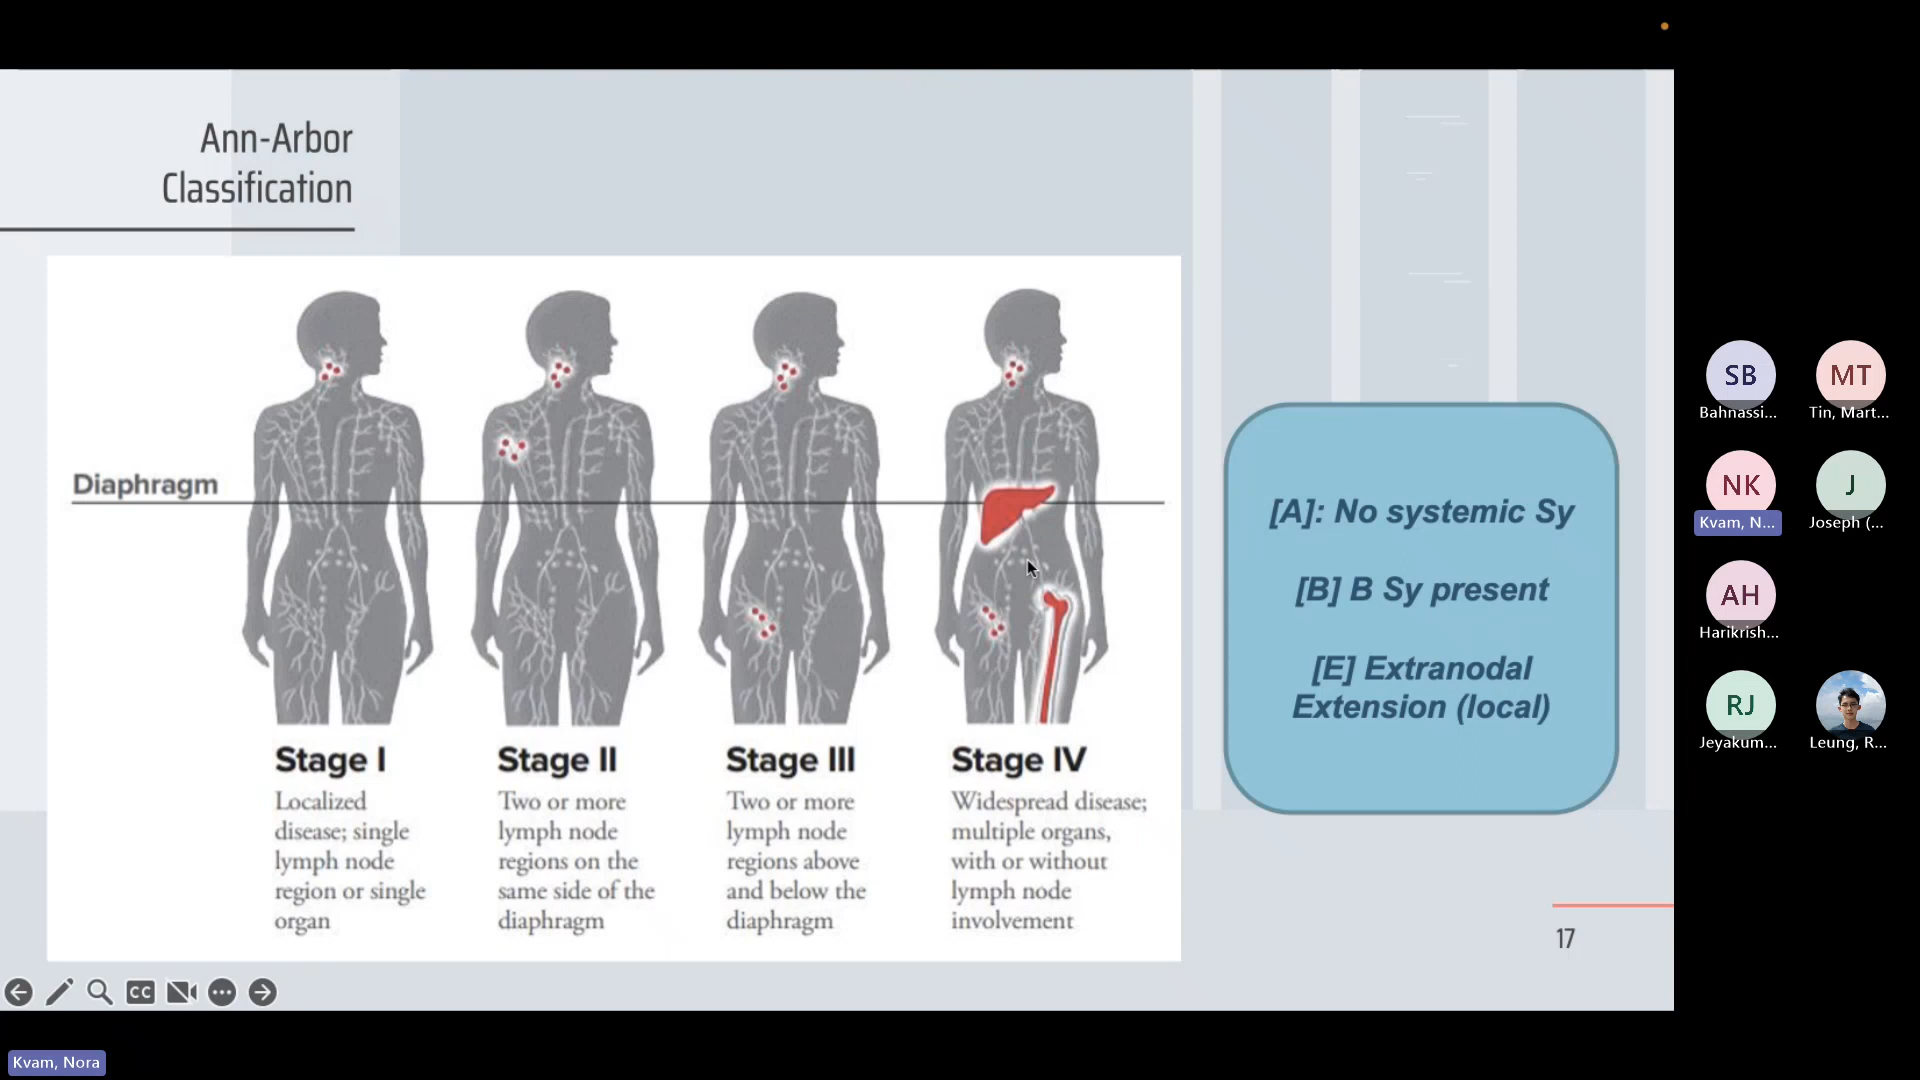 Ann-Arbor
Classification
Diaphragm
Stage I
Localized
disease; single
lymph node
region or single
organ
Stage II
Two or more
lymph node
regions on the
same side of the
diaphragm
Stage III
Two or more
lymph node
regions above
and below the
diaphragm
Stage IV
Widespread disease;
multiple organs,
with or without
lymph node
involvement
[A]: No systemic Sy
[B] B Sy present
[E] Extranodal
Extension (local)
17
CC
SB
Bahnassi...
MT
Tin, Mart...
NK
Kvam, N...
J
Joseph (...
AH
Harikrish...
RJ
Jeyakum...
Leung, R...
Kvam, Nora